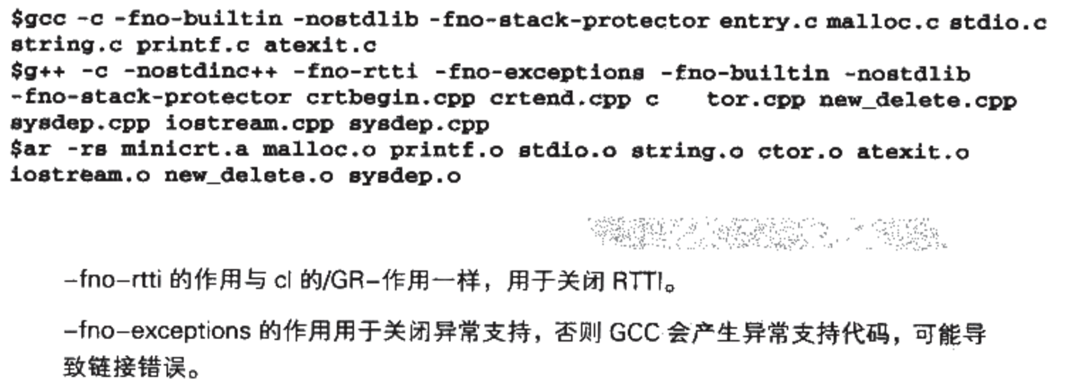 $gcc -c -fno-builtin -nostdlib -fno-stack-protector entry.c malloc.c stdio.c
string.c printf.c atexit.c
$g++ -c -nostdinc++ -fno-rtti -fno-exceptions -fno-builtin -nostdlib
-fno-stack-protector crtbegin.cpp crtend.cpp c tor.cpp new_delete.cpp
sysdep.cpp iostream.cpp sysdep.cpp
$ar -rs minicrt.a malloc.o printf.o stdio.o string.o ctor.o atexit.o
iostream.o new_delete.o sysdep.o
-fno-rtti 的作用与 cl 的/GR-作用一样，用于关闭 RTTI。
-fno-exceptions 的作用用于关闭异常支持，否则 GCC 会产生异常支持代码，可能导
致链接错误。